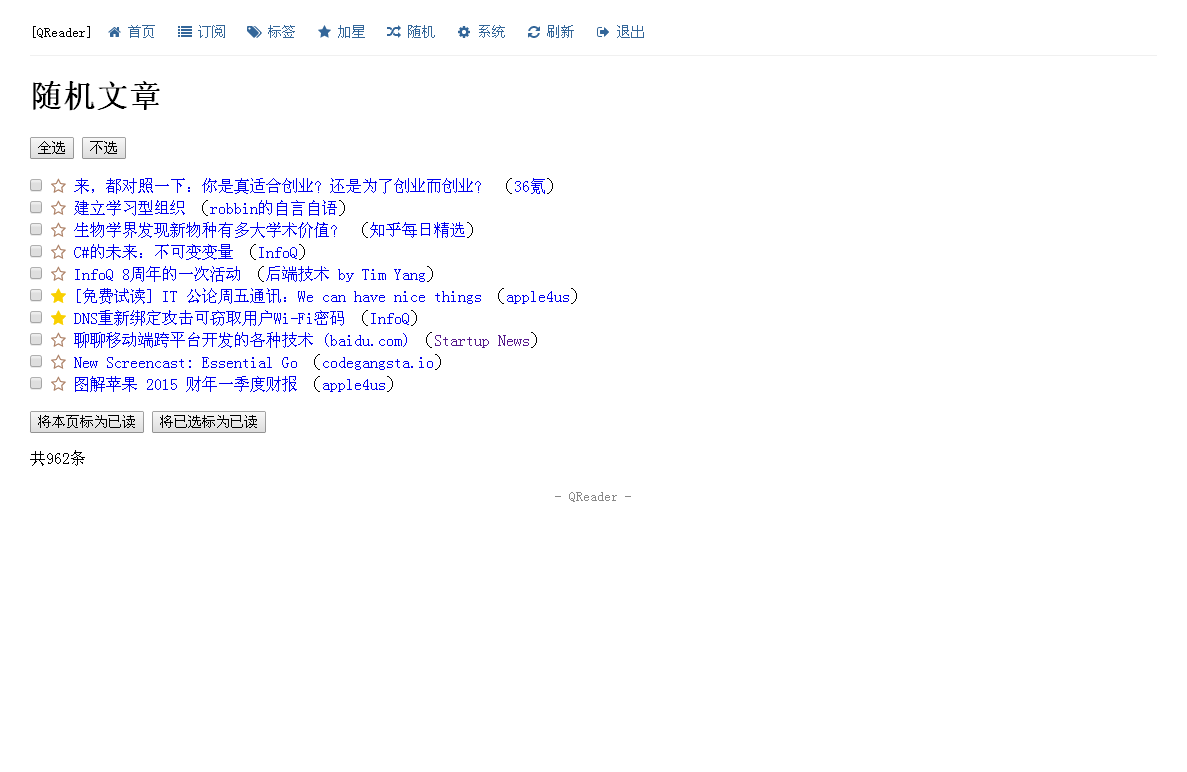 [QReader] 首页 订阅 标签 加星 随机 系统 刷新 退出
随机文章
全选 不选
来，都对照一下：你是真适合创业？还是为了创业而创业？ （36氪）
建立学习型组织 （robbin的自言自语）
生物学界发现新物种有多大学术价值？ （知乎每日精选）
C#的未来：不可变变量 （InfoQ）
InfoQ 8周年的一次活动 （后端技术 by Tim Yang）
[免费试读] IT 公论周五通讯：We can have nice things （apple4us）
DNS重新绑定攻击可窃取用户Wi-Fi密码 （InfoQ）
聊聊移动端跨平台开发的各种技术 (baidu.com) （Startup News）
New Screencast: Essential Go （codegangsta.io）
图解苹果 2015 财年一季度财报 （apple4us）
将本页标为已读 将已选标为已读
共962条
- QReader -